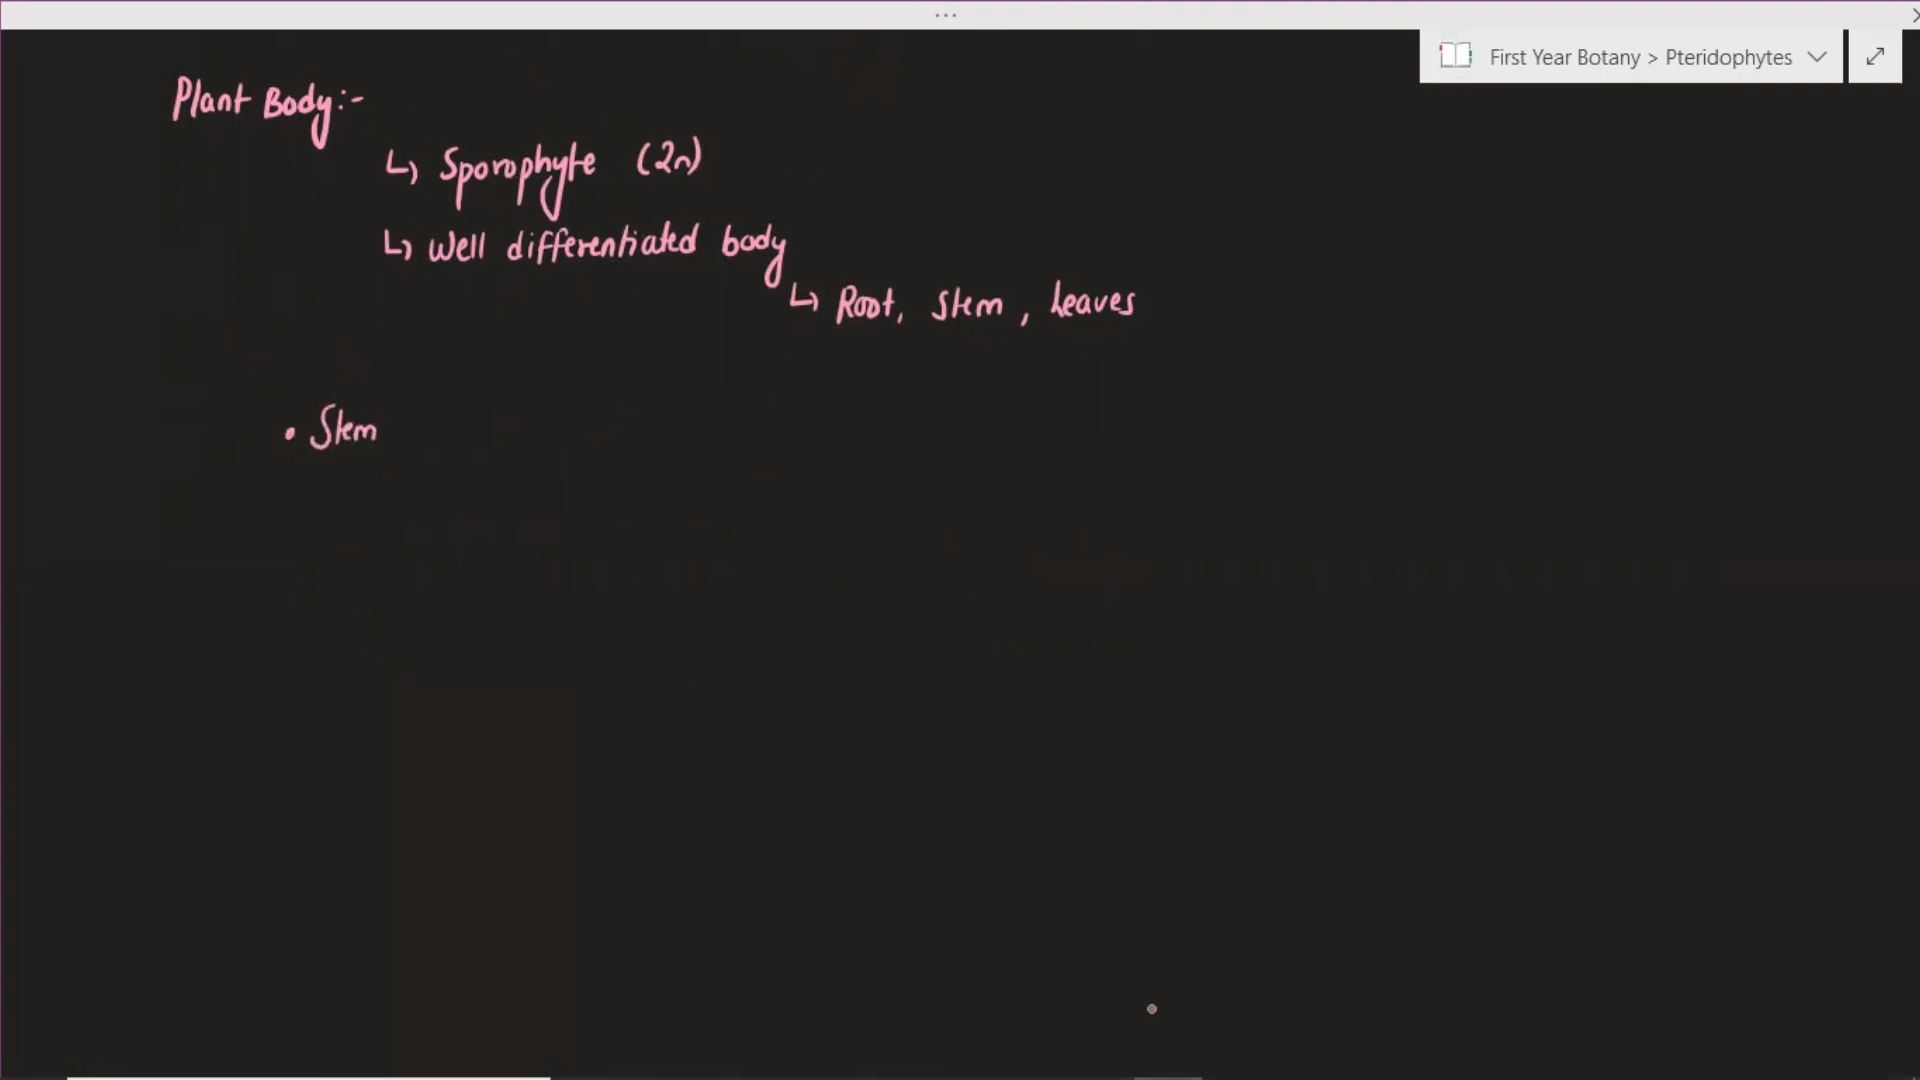 ...
First Year Botany > Pteridophytes
Plant Body:-
↳ Sporophyte (2n)
↳ Well differentiated body
↳ Root, Stem, Leaves
• Stem